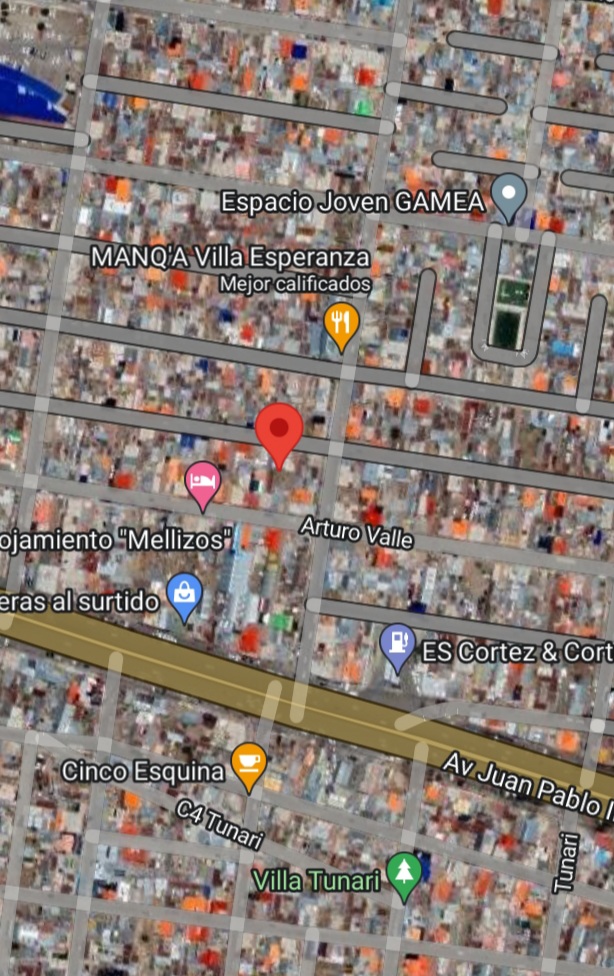 Espacio Joven GAMEA
MANQ'A Villa Esperanza
Mejor calificados
Arturo Valle
ojamiento "Mellizos"
eras al surtido
ES Cortez & Cort
Av Juan Pablo I
Cinco Esquina
C4 Tunari
Villa Tunari
Tunari